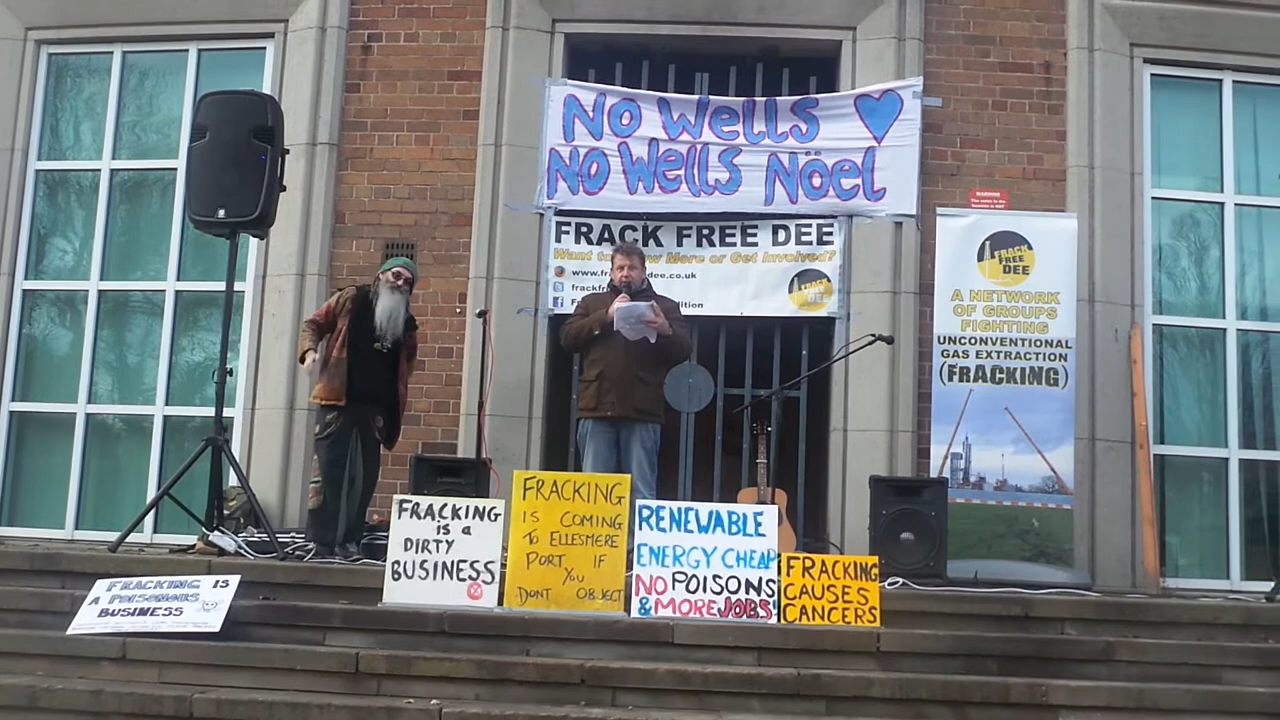 NO Wells
NO Wells Nöel
FRACK FREE DEE
Want to Know More or Get Involved?
www.fra dee.co.uk
FRACK
FREE
DEE
WARNING
FRACK
FREE
DEE
A NETWORK
OF GROUPS
FIGHTING
UNCONVENTIONAL
GAS EXTRACTION
(FRACKING)
FRACKING
is a
DIRTY
BUSINESS
FRACKING
IS COMING
TO ELLESMERE
PORT IF
YOU
DONT OBJECT
RENEWABLE
ENERGY CHEAP
NO POISONS
& MORE JOBS!
FRACKING
CAUSES
CANCERS
FRACKING IS
A POISONOUS
BUSINESS